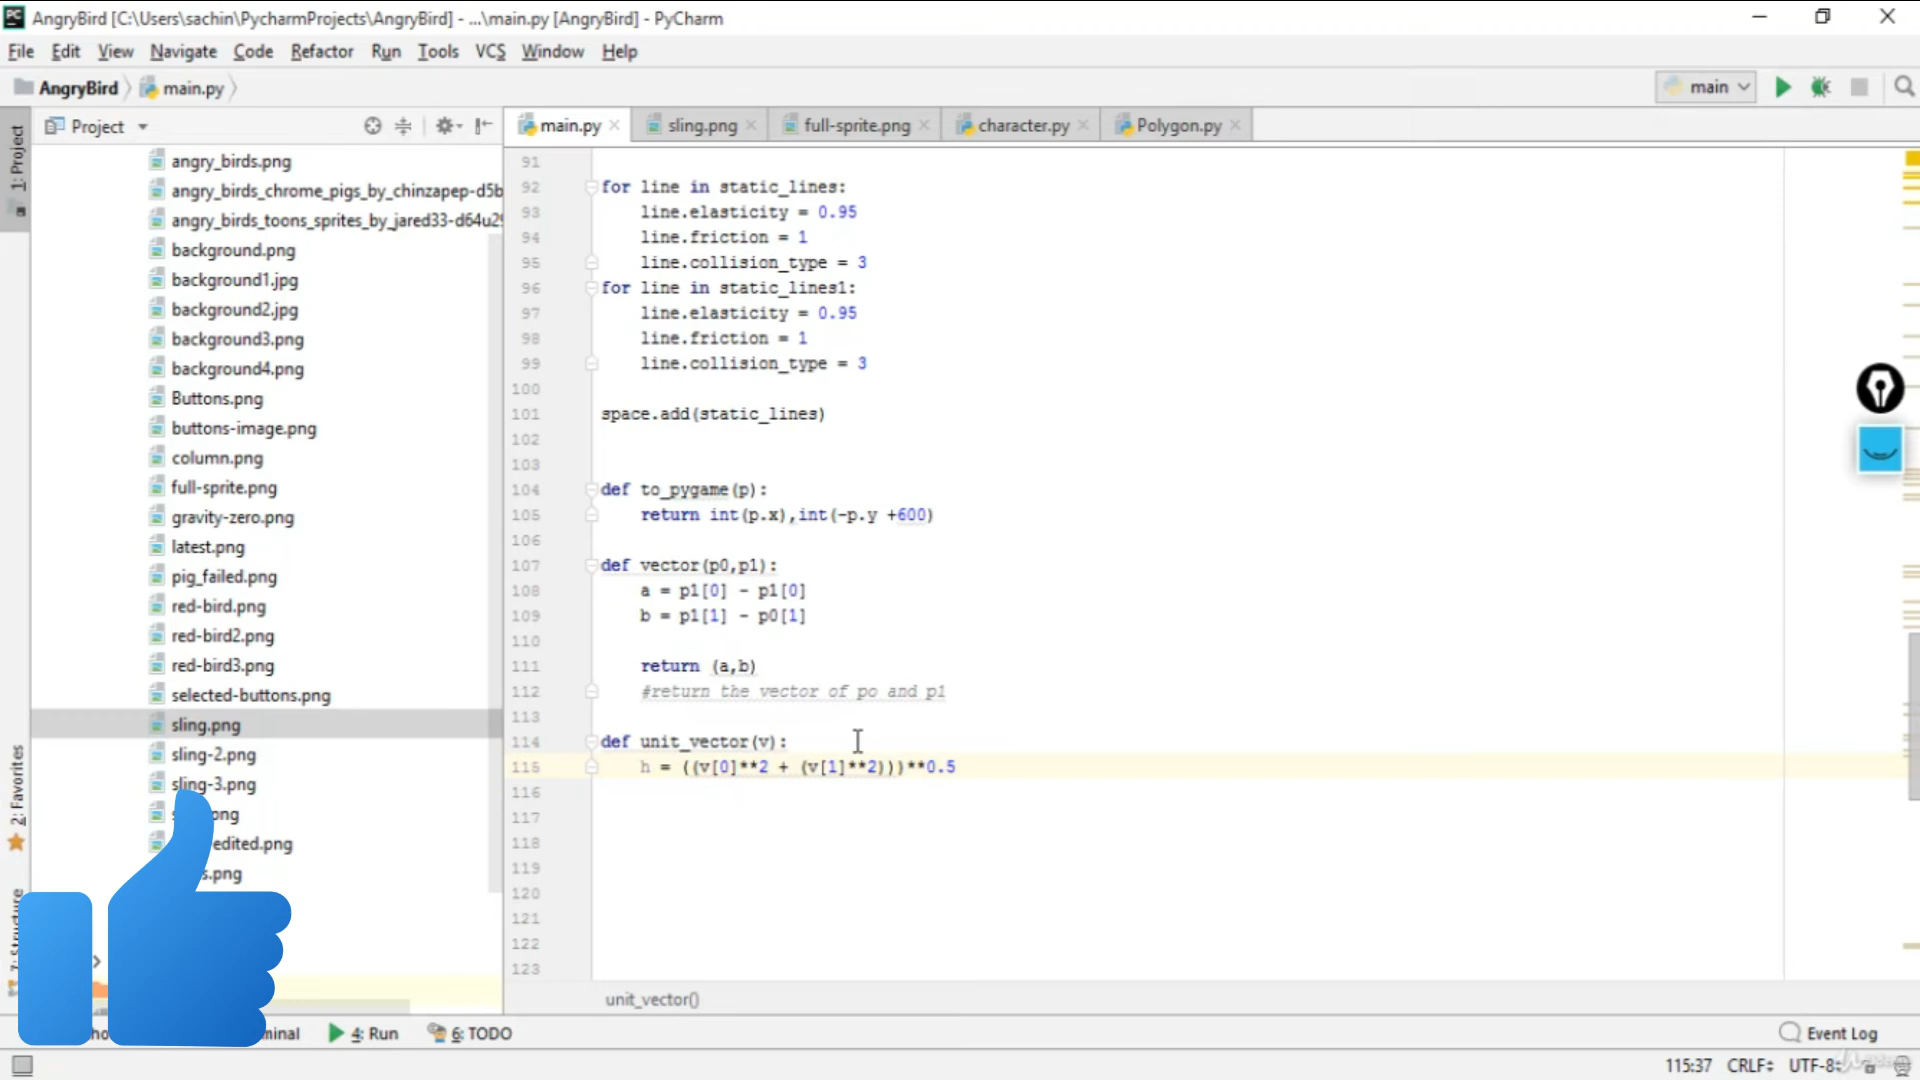 AngryBird [C:\Users\sachin\PycharmProjects\AngryBird] - ...\main.py [AngryBird] - PyCharm
File Edit View Navigate Code Refactor Run Tools VCS Window Help
AngryBird main.py main
Project
main.py sling.png full-sprite.png character.py Polygon.py
1: Project
2: Favorites
7: Structure
angry_birds.png
angry_birds_chrome_pigs_by_chinzapep-d5b
angry_birds_toons_sprites_by_jared33-d64u29
background.png
background1.jpg
background2.jpg
background3.png
background4.png
Buttons.png
buttons-image.png
column.png
full-sprite.png
gravity-zero.png
latest.png
pig_failed.png
red-bird.png
red-bird2.png
red-bird3.png
selected-buttons.png
sling.png
sling-2.png
sling-3.png
91
92 for line in static_lines:
93 line.elasticity = 0.95
94 line.friction = 1
95 line.collision_type = 3
96 for line in static_lines1:
97 line.elasticity = 0.95
98 line.friction = 1
99 line.collision_type = 3
100
101 space.add(static_lines)
102
103
104 def to_pygame(p):
105 return int(p.x),int(-p.y +600)
106
107 def vector(p0,p1):
108 a = p1[0] - p1[0]
109 b = p1[1] - p0[1]
110
111 return (a,b)
112 #return the vector of po and p1
113
114 def unit_vector(v):
115 h = ((v[0]**2 + (v[1]**2)))**0.5
116
117
118
119
120
121
122
123
unit_vector()
4: Run 6: TODO Event Log
115:37 CRLF UTF-8